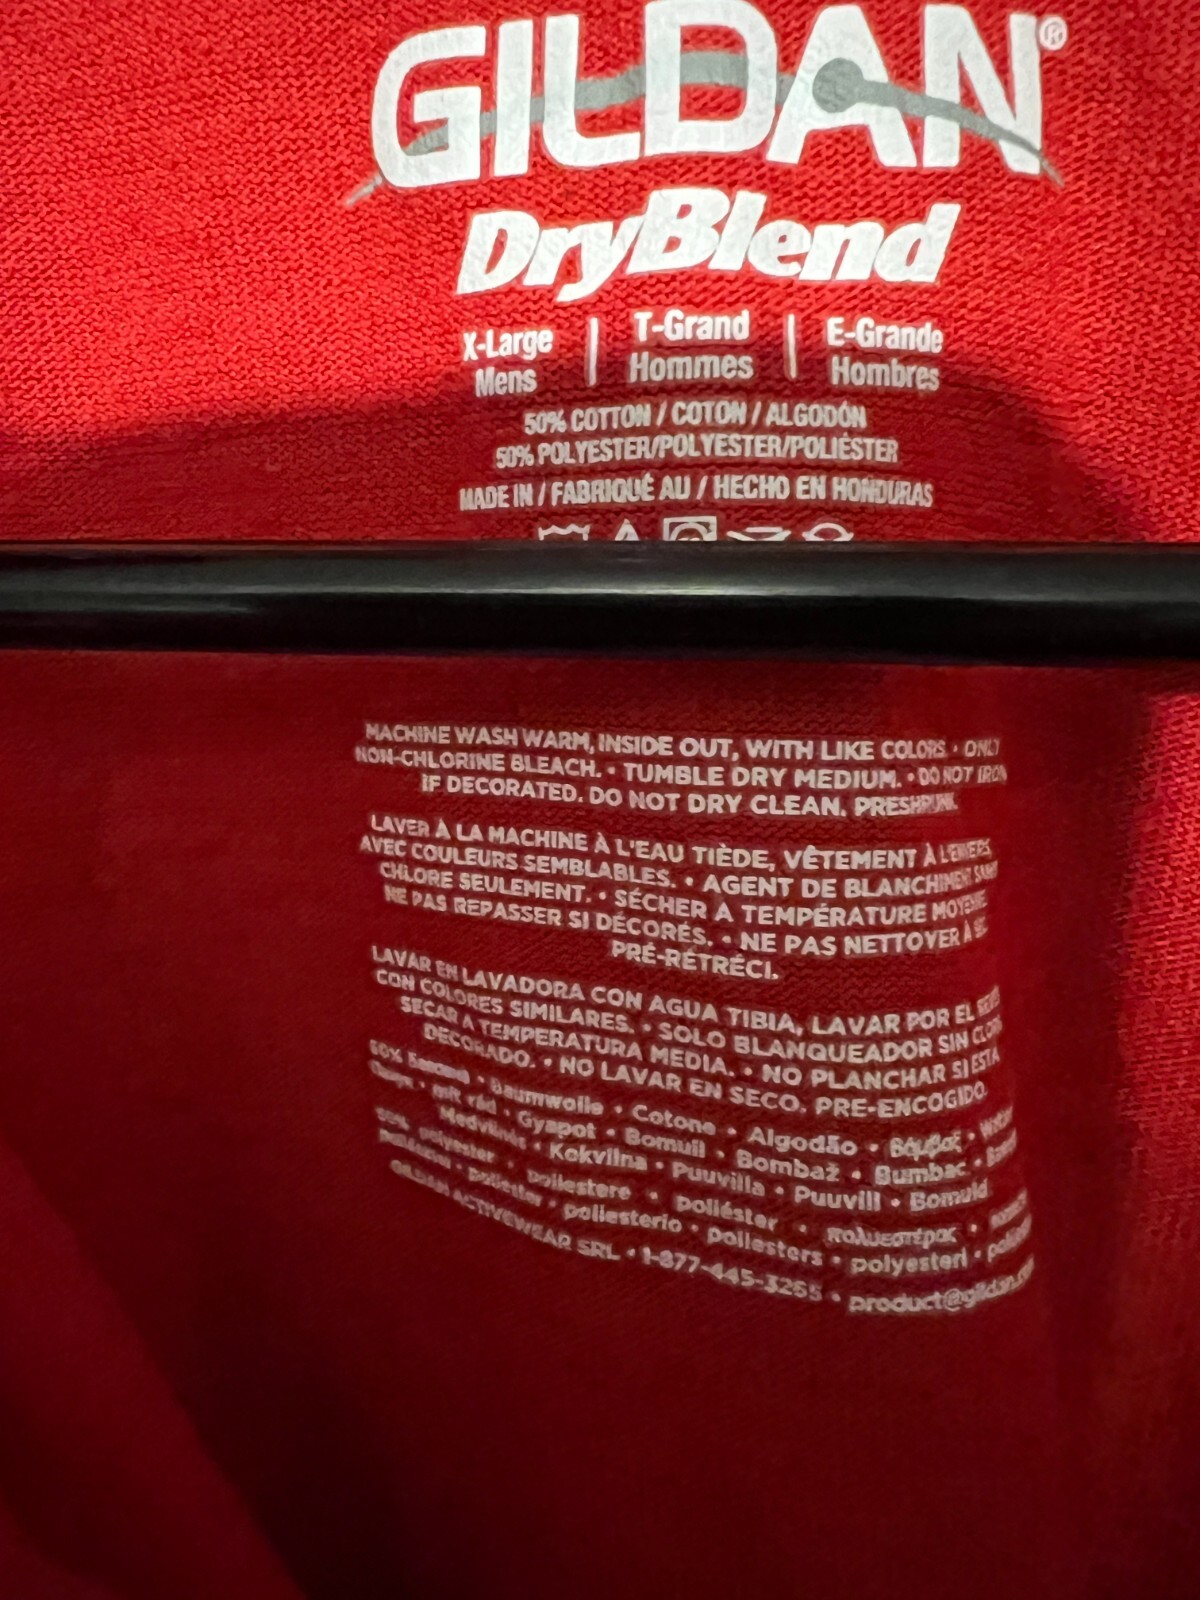 GILDAN®
DryBlend
X-Large | T-Grand | E-Grande
Mens Hommes Hombres
50% COTTON / COTON / ALGODÓN
50% POLYESTER/POLYESTER/POLIÉSTER
MADE IN / FABRIQUÉ AU / HECHO EN HONDURAS
MACHINE WASH WARM, INSIDE OUT, WITH LIKE COLORS. • ONLY
NON-CHLORINE BLEACH. • TUMBLE DRY MEDIUM. • DO NOT IRON
IF DECORATED. DO NOT DRY CLEAN. PRESHRUNK.
LAVER À LA MACHINE À L'EAU TIÈDE, VÊTEMENT À L'ENVERS,
AVEC COULEURS SEMBLABLES. • AGENT DE BLANCHIMENT SANS
CHLORE SEULEMENT. • SÉCHER À TEMPÉRATURE MOYENNE
NE PAS REPASSER SI DÉCORÉS. • NE PAS NETTOYER À SEC.
PRÉ-RÉTRÉCI.
LAVAR EN LAVADORA CON AGUA TIBIA, LAVAR POR EL
CON COLORES SIMILARES. • SOLO BLANQUEADOR SIN
SECAR A TEMPERATURA MEDIA. • NO PLANCHAR SI ESTA
DECORADO. • NO LAVAR EN SECO. PRE-ENCOGIDO.
50% • Baumwolle • Cotone • Algodão •
Gyapot • Bomull • Bombaž • Bumbac •
Medvilnės • Kokvilna • Puuvilla • Puuvill • Bomuld
50% polyester • poliestere • poliéster •
poliester / poliesterio • poliesters • polyesteri •
GILDAN ACTIVEWEAR SRL • 1-877-445-3265 • product@gildan